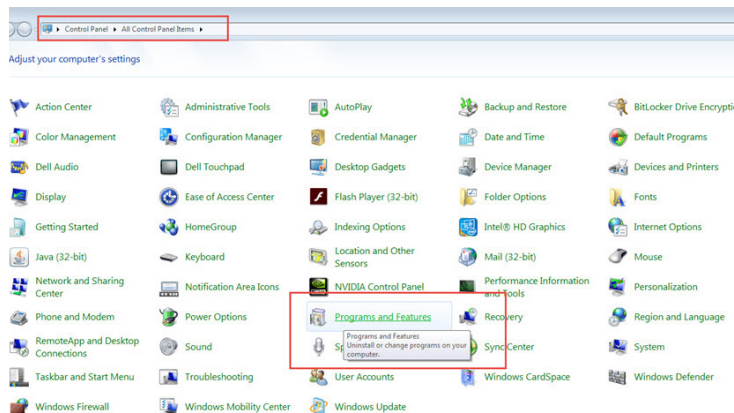 Control Panel ▸ All Control Panel Items ▸
Adjust your computer's settings
Action Center
Administrative Tools
AutoPlay
Backup and Restore
BitLocker Drive Encrypti
Color Management
Configuration Manager
Credential Manager
Date and Time
Default Programs
Dell Audio
Dell Touchpad
Desktop Gadgets
Device Manager
Devices and Printers
Display
Ease of Access Center
Flash Player (32-bit)
Folder Options
Fonts
Getting Started
HomeGroup
Indexing Options
Intel® HD Graphics
Internet Options
Java (32-bit)
Keyboard
Location and Other
Sensors
Mail (32-bit)
Mouse
Network and Sharing
Center
Notification Area Icons
NVIDIA Control Panel
Performance Information
and Tools
Personalization
Phone and Modem
Power Options
Programs and Features
Recovery
Region and Language
RemoteApp and Desktop
Connections
Sound
Sp
Programs and Features
Uninstall or change programs on your
computer.
Sync Center
System
Taskbar and Start Menu
Troubleshooting
User Accounts
Windows CardSpace
Windows Defender
Windows Firewall
Windows Mobility Center
Windows Update